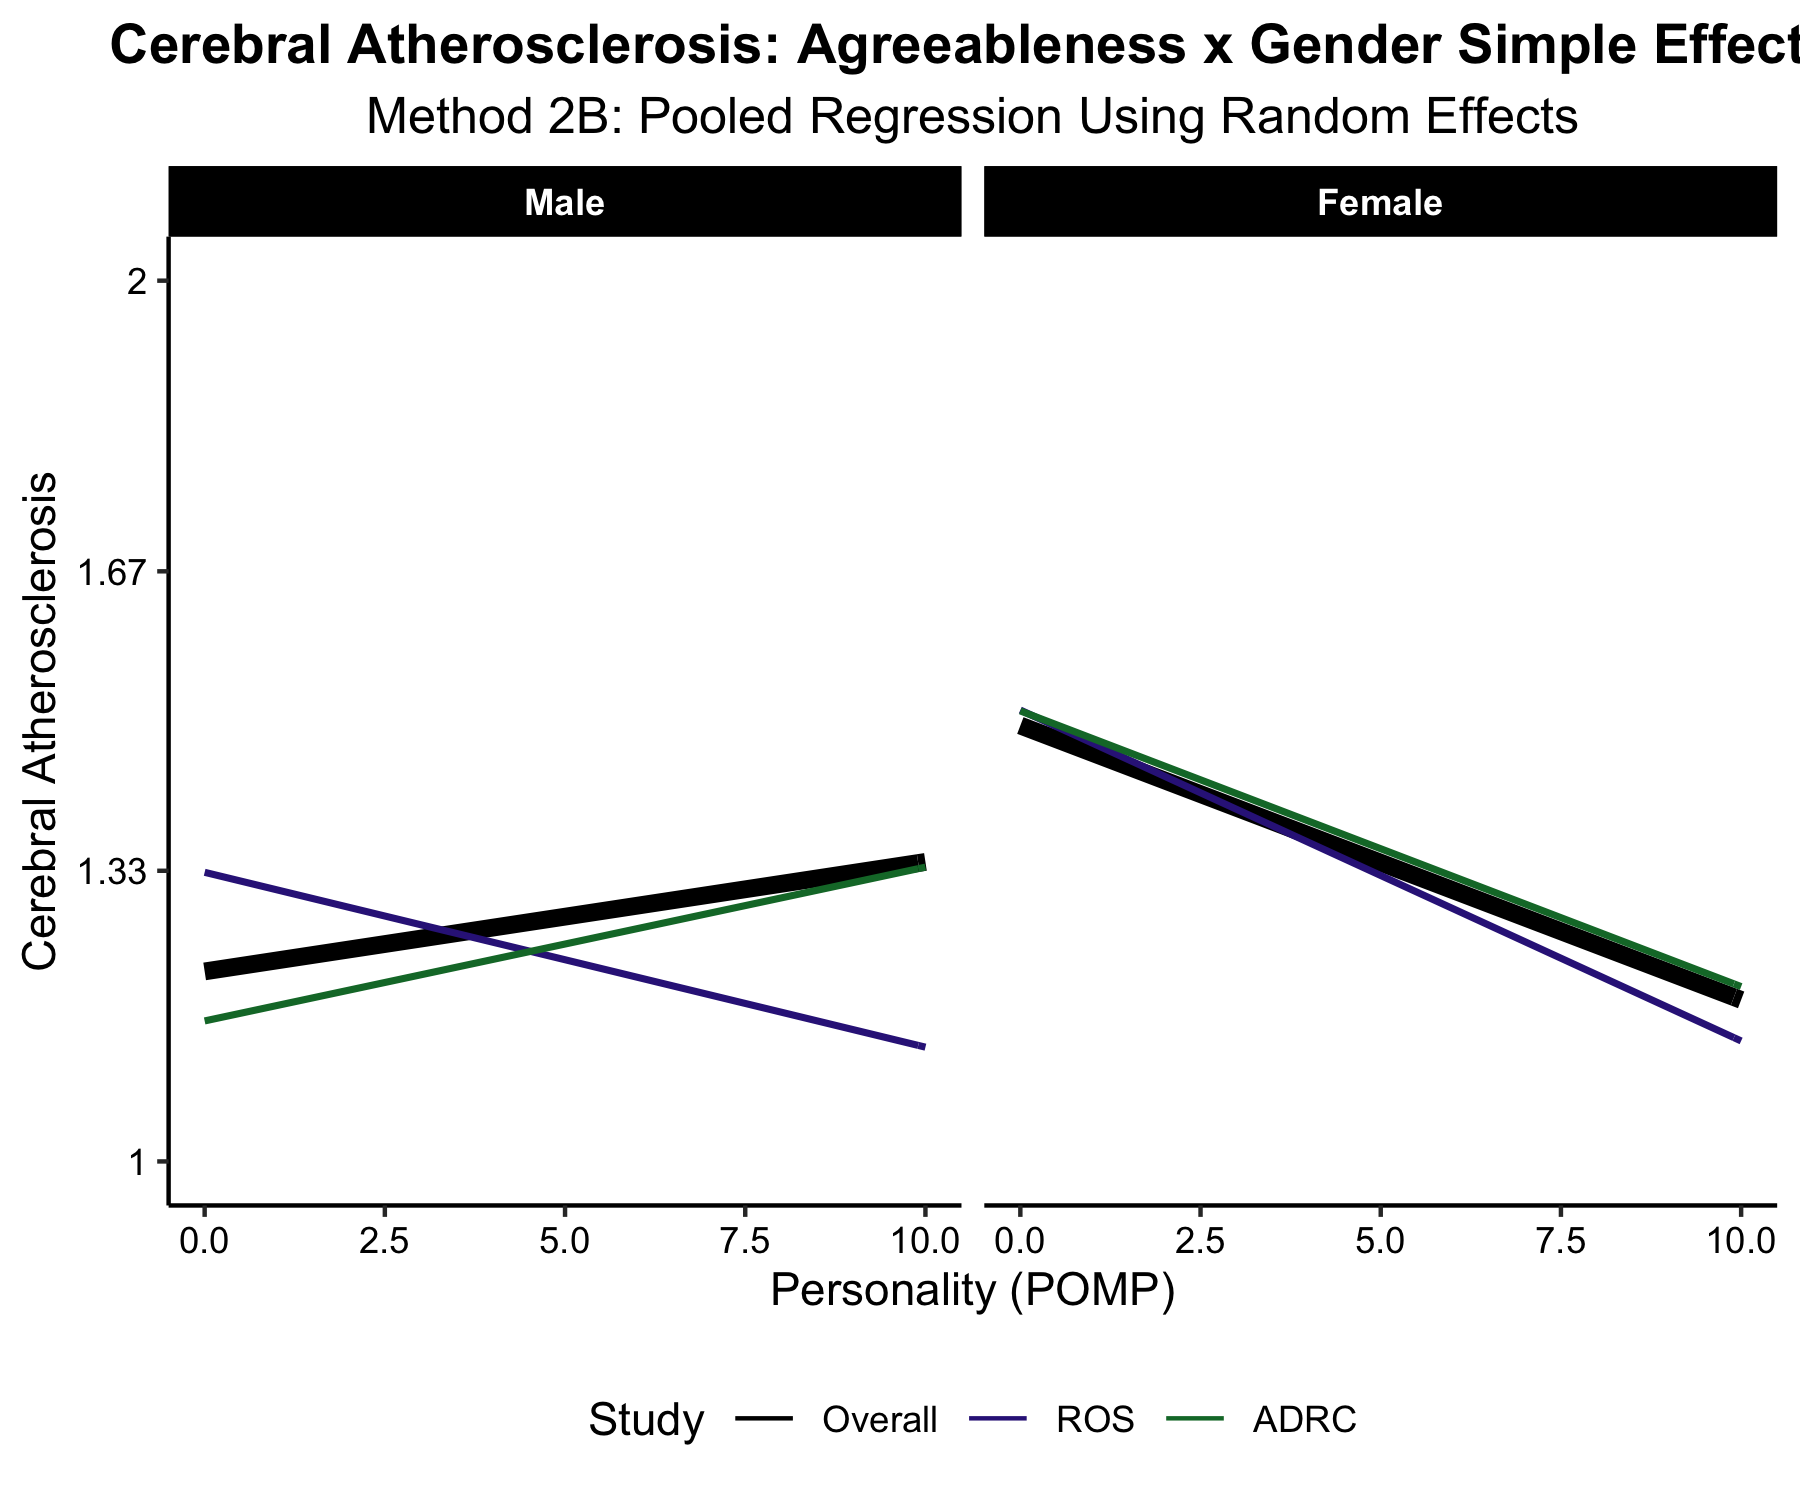 Cerebral Atherosclerosis: Agreeableness x Gender Simple Effect
Method 2B: Pooled Regression Using Random Effects
Male
Female
Cerebral Atherosclerosis
2
1.67
1.33
1
0.0 2.5 5.0 7.5 10.0
0.0 2.5 5.0 7.5 10.0
Personality (POMP)
Study Overall ROS ADRC